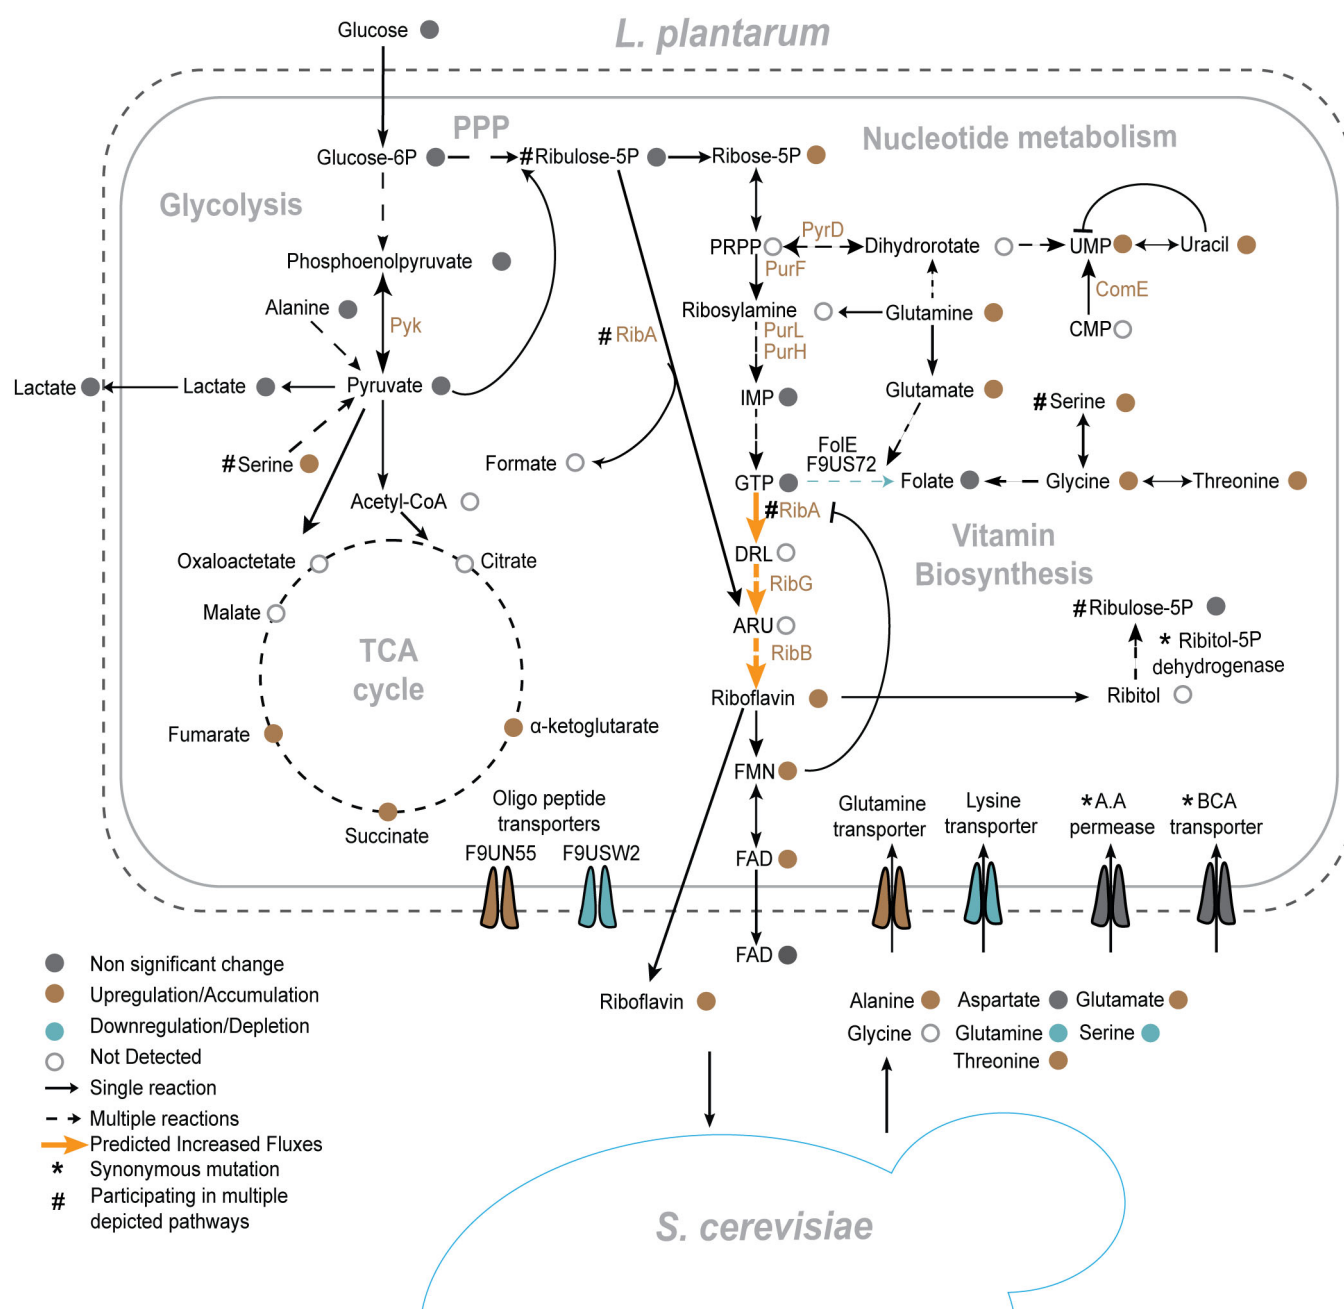 Glucose
L. plantarum
PPP
Nucleotide metabolism
Glucose-6P
#Ribulose-5P
Ribose-5P
Glycolysis
PyrD
PRPP
Dihydrorotate
UMP
Uracil
PurF
Phosphoenolpyruvate
ComE
Alanine
Ribosylamine
Glutamine
Pyk
#RibA
PurL
CMP
PurH
Lactate
Lactate
Pyruvate
IMP
Glutamate
#Serine
#Serine
Formate
FolE
F9US72
GTP
Folate
Glycine
Threonine
Acetyl-CoA
#RibA
Vitamin
Biosynthesis
Oxaloactetate
Citrate
DRL
RibG
Malate
#Ribulose-5P
ARU
TCA
cycle
RibB
* Ribitol-5P
dehydrogenase
Riboflavin
Ribitol
Fumarate
α-ketoglutarate
FMN
Oligo peptide
transporters
Glutamine
transporter
Lysine
transporter
*A.A
permease
*BCA
transporter
Succinate
F9UN55
F9USW2
FAD
FAD
Non significant change
Upregulation/Accumulation
Downregulation/Depletion
Not Detected
Single reaction
Multiple reactions
Predicted Increased Fluxes
* Synonymous mutation
# Participating in multiple
depicted pathways
Riboflavin
Alanine Aspartate Glutamate
Glycine Glutamine Serine
Threonine
S. cerevisiae